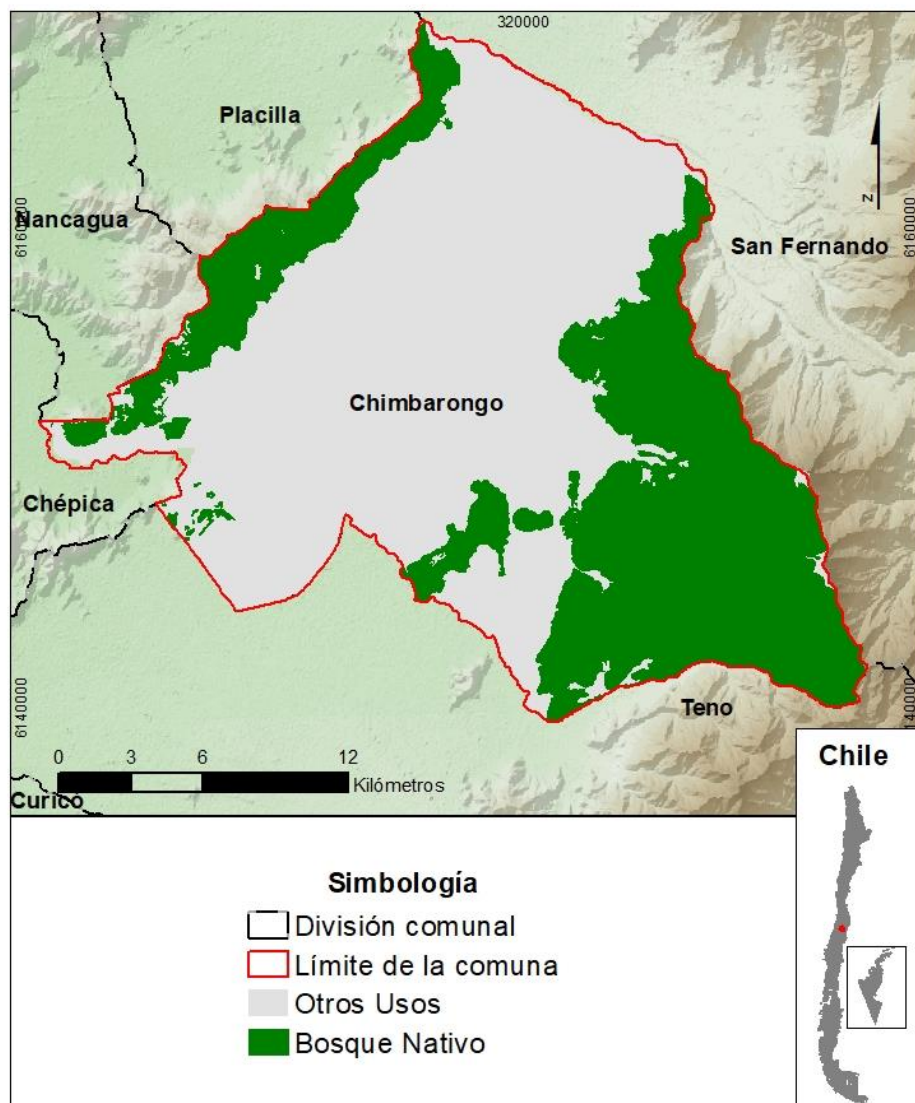 320000
Placilla
Nancagua
6160000
6160000
San Fernando
N
Chimbarongo
Chépica
6140000
6140000
Teno
0 3 6 12
Kilómetros
Curicó
Chile
Simbología
División comunal
Límite de la comuna
Otros Usos
Bosque Nativo